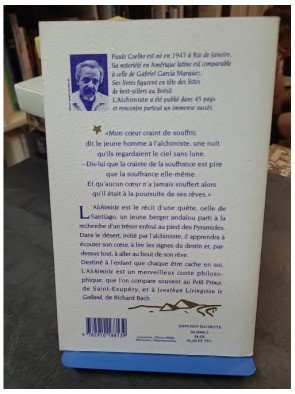 Paulo Coelho est né en 1947 à Rio de Janeiro.
Sa notoriété en Amérique latine est comparable
à celle de Gabriel Garcia Marquez.
Ses livres figurent en tête des listes
de best-sellers au Brésil.
L'Alchimiste a été publié dans 45 pays
et rencontre partout un immense succès.
«Mon cœur craint de souffrir,
dit le jeune homme à l'alchimiste, une nuit
qu'ils regardaient le ciel sans lune.
– Dis-lui que la crainte de la souffrance est pire
que la souffrance elle-même.
Et qu'aucun cœur n'a jamais souffert alors
qu'il était à la poursuite de ses rêves.»
L'Alchimiste est le récit d'une quête, celle de
Santiago, un jeune berger andalou parti à la
recherche d'un trésor enfoui au pied des Pyramides.
Dans le désert, initié par l'alchimiste, il apprendra à
écouter son cœur, à lire les signes du destin et, par-
dessus tout, à aller au bout de son rêve.
Destiné à l'enfant que chaque être cache en soi,
L'Alchimiste est un merveilleux conte philoso-
phique, que l'on compare souvent au Petit Prince,
de Saint-Exupéry, et à Jonathan Livingston le
Goéland, de Richard Bach.
DIFFUSION HACHETTE